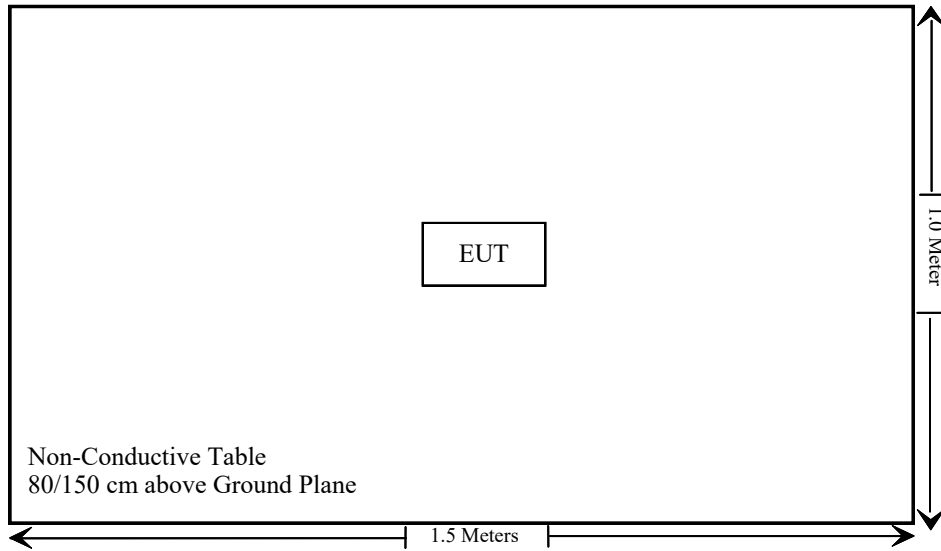 EUT
1.0 Meter
Non-Conductive Table
80/150 cm above Ground Plane
1.5 Meters